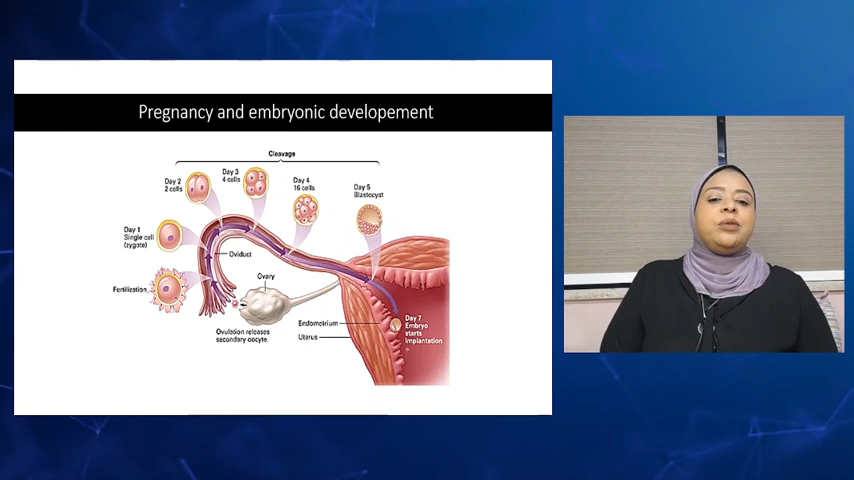 Pregnancy and embryonic developement
Cleavage
Day 2
2 cells
Day 3
4 cells
Day 4
16 cells
Day 5
Blastocyst
Day 1
Single cell
(zygote)
Oviduct
Fertilization
Ovary
Ovulation releases
secondary oocyte.
Endometrium
Uterus
Day 7
Embryo
starts
Implantation